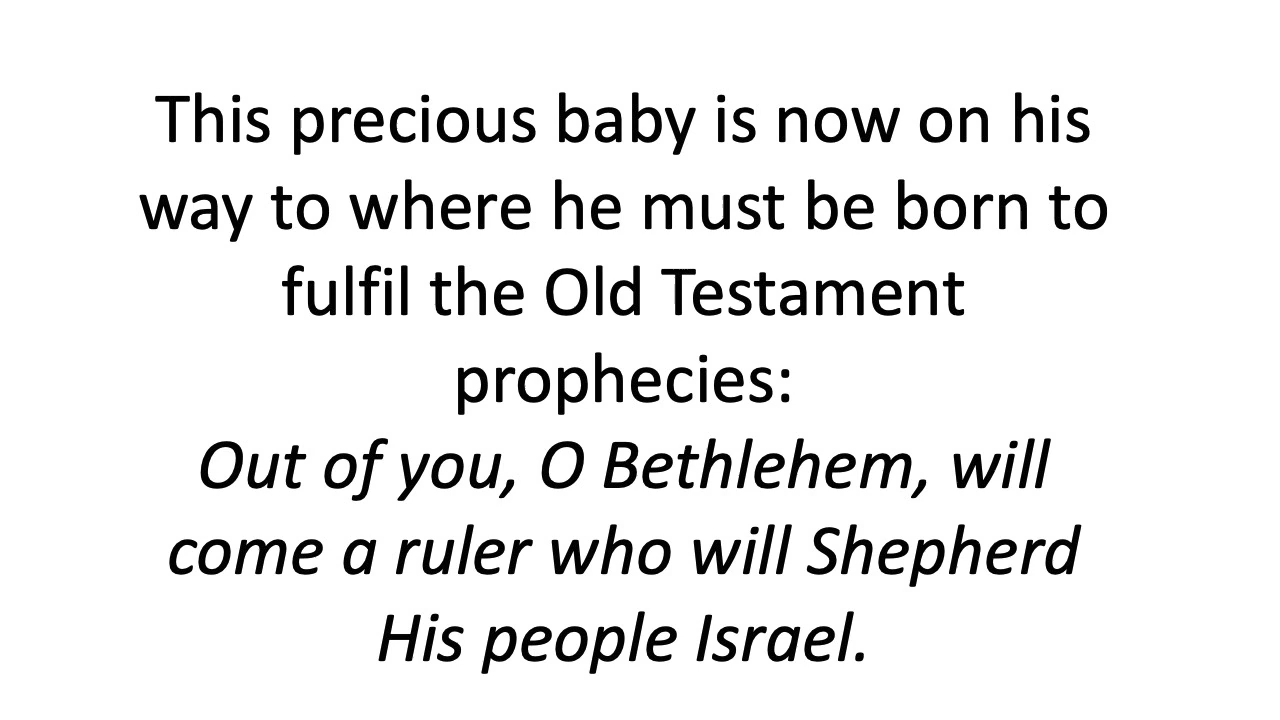 This precious baby is now on his
way to where he must be born to
fulfil the Old Testament
prophecies:
Out of you, O Bethlehem, will
come a ruler who will Shepherd
His people Israel.